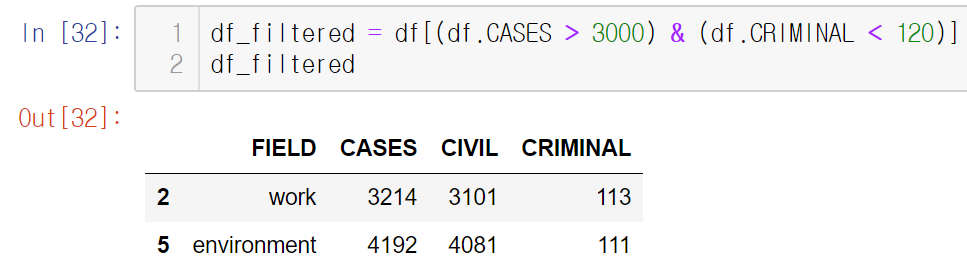 In [32]: 1 df_filtered = df[(df.CASES > 3000) & (df.CRIMINAL < 120)]
2 df_filtered
Out[32]:
FIELD CASES CIVIL CRIMINAL
2 work 3214 3101 113
5 environment 4192 4081 111